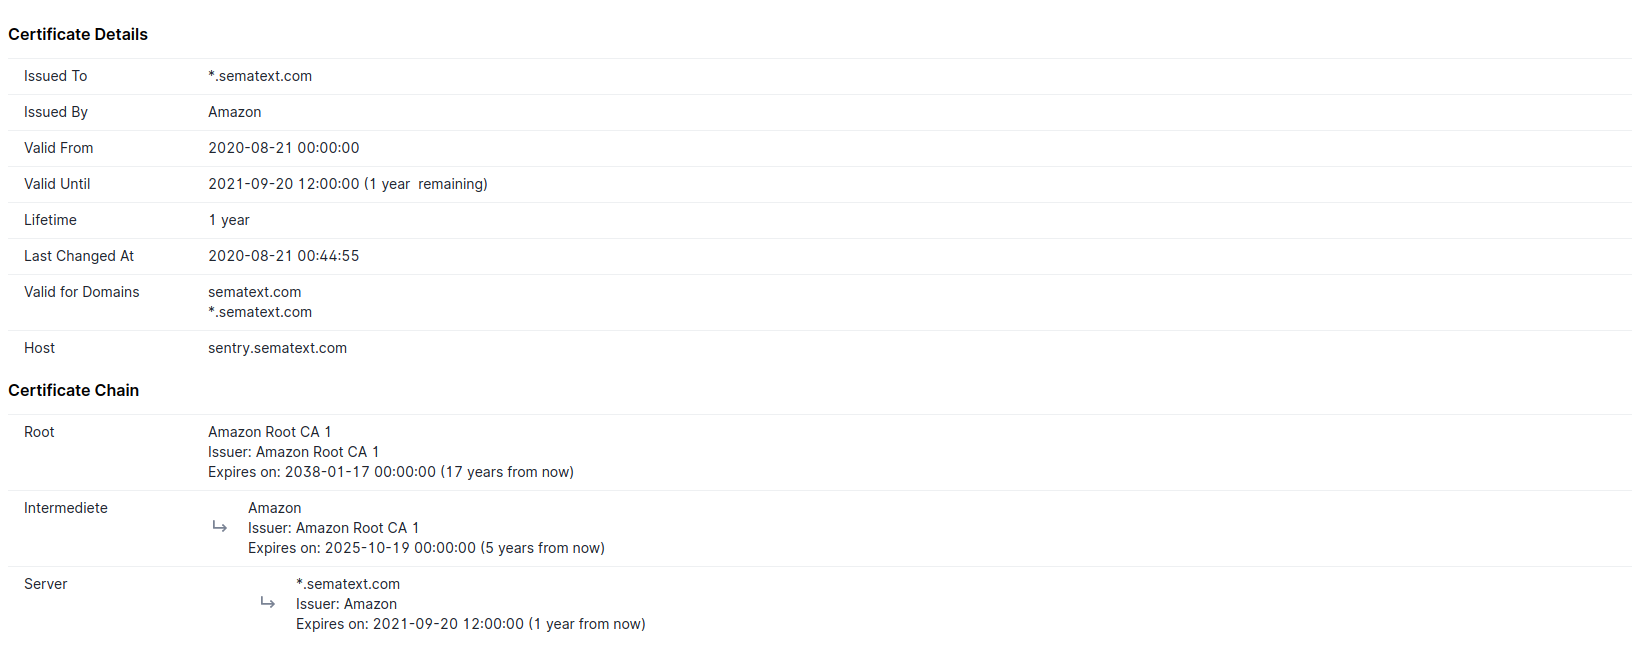 Certificate Details
Issued To *.sematext.com
Issued By Amazon
Valid From 2020-08-21 00:00:00
Valid Until 2021-09-20 12:00:00 (1 year  remaining)
Lifetime 1 year
Last Changed At 2020-08-21 00:44:55
Valid for Domains sematext.com
*.sematext.com
Host sentry.sematext.com
Certificate Chain
Root Amazon Root CA 1
Issuer: Amazon Root CA 1
Expires on: 2038-01-17 00:00:00 (17 years from now)
Intermediete Amazon
Issuer: Amazon Root CA 1
Expires on: 2025-10-19 00:00:00 (5 years from now)
Server *.sematext.com
Issuer: Amazon
Expires on: 2021-09-20 12:00:00 (1 year from now)